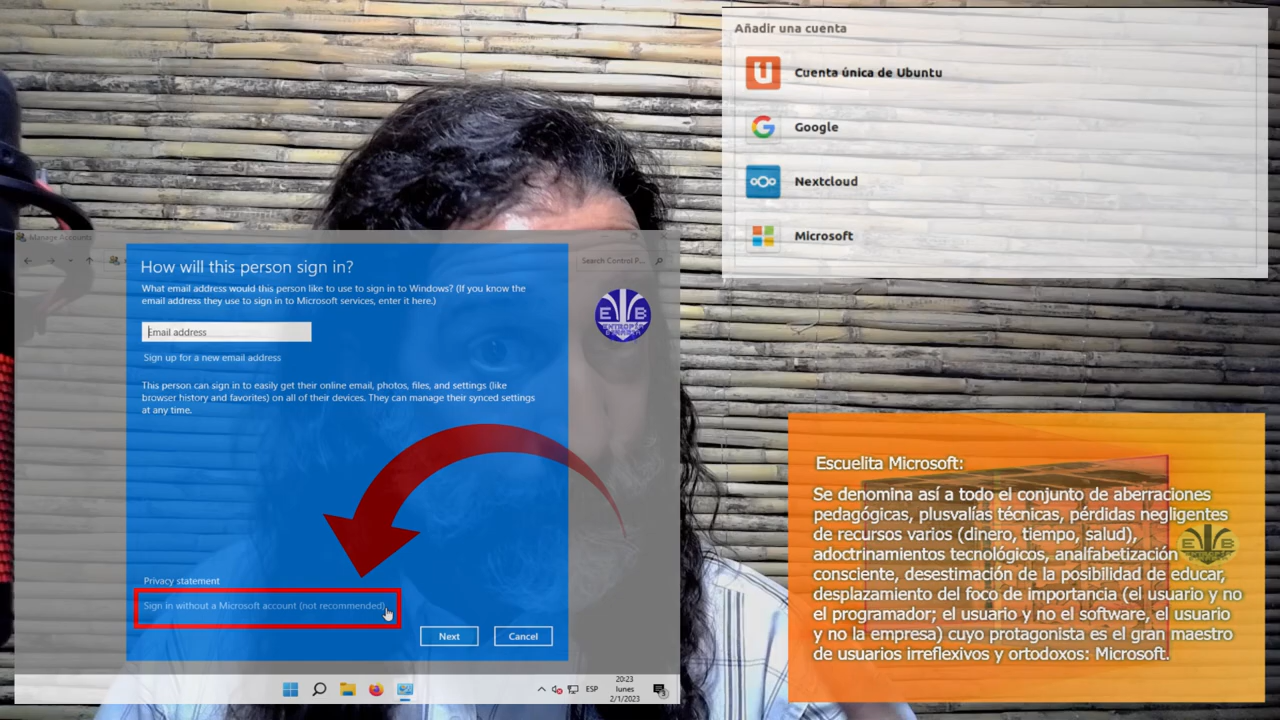 Añadir una cuenta
Cuenta única de Ubuntu
Google
Nextcloud
Microsoft
Manage Accounts
Search Control P...
How will this person sign in?
What email address would this person like to use to sign in to Windows? (If you know the
email address they use to sign in to Microsoft services, enter it here.)
Email address
Sign up for a new email address
This person can sign in to easily get their online email, photos, files, and settings (like
browser history and favorites) on all of their devices. They can manage their synced settings
at any time.
Privacy statement
Sign in without a Microsoft account (not recommended)
Next
Cancel
E B
ESP
20:23
lunes
2/1/2023
3
Escuelita Microsoft:
Se denomina así a todo el conjunto de aberraciones
pedagógicas, plusvalías técnicas, pérdidas negligentes
de recursos varios (dinero, tiempo, salud),
adoctrinamientos tecnológicos, analfabetización
consciente, desestimación de la posibilidad de educar,
desplazamiento del foco de importancia (el usuario y no
el programador; el usuario y no el software, el usuario
y no la empresa) cuyo protagonista es el gran maestro
de usuarios irreflexivos y ortodoxos: Microsoft.
E B